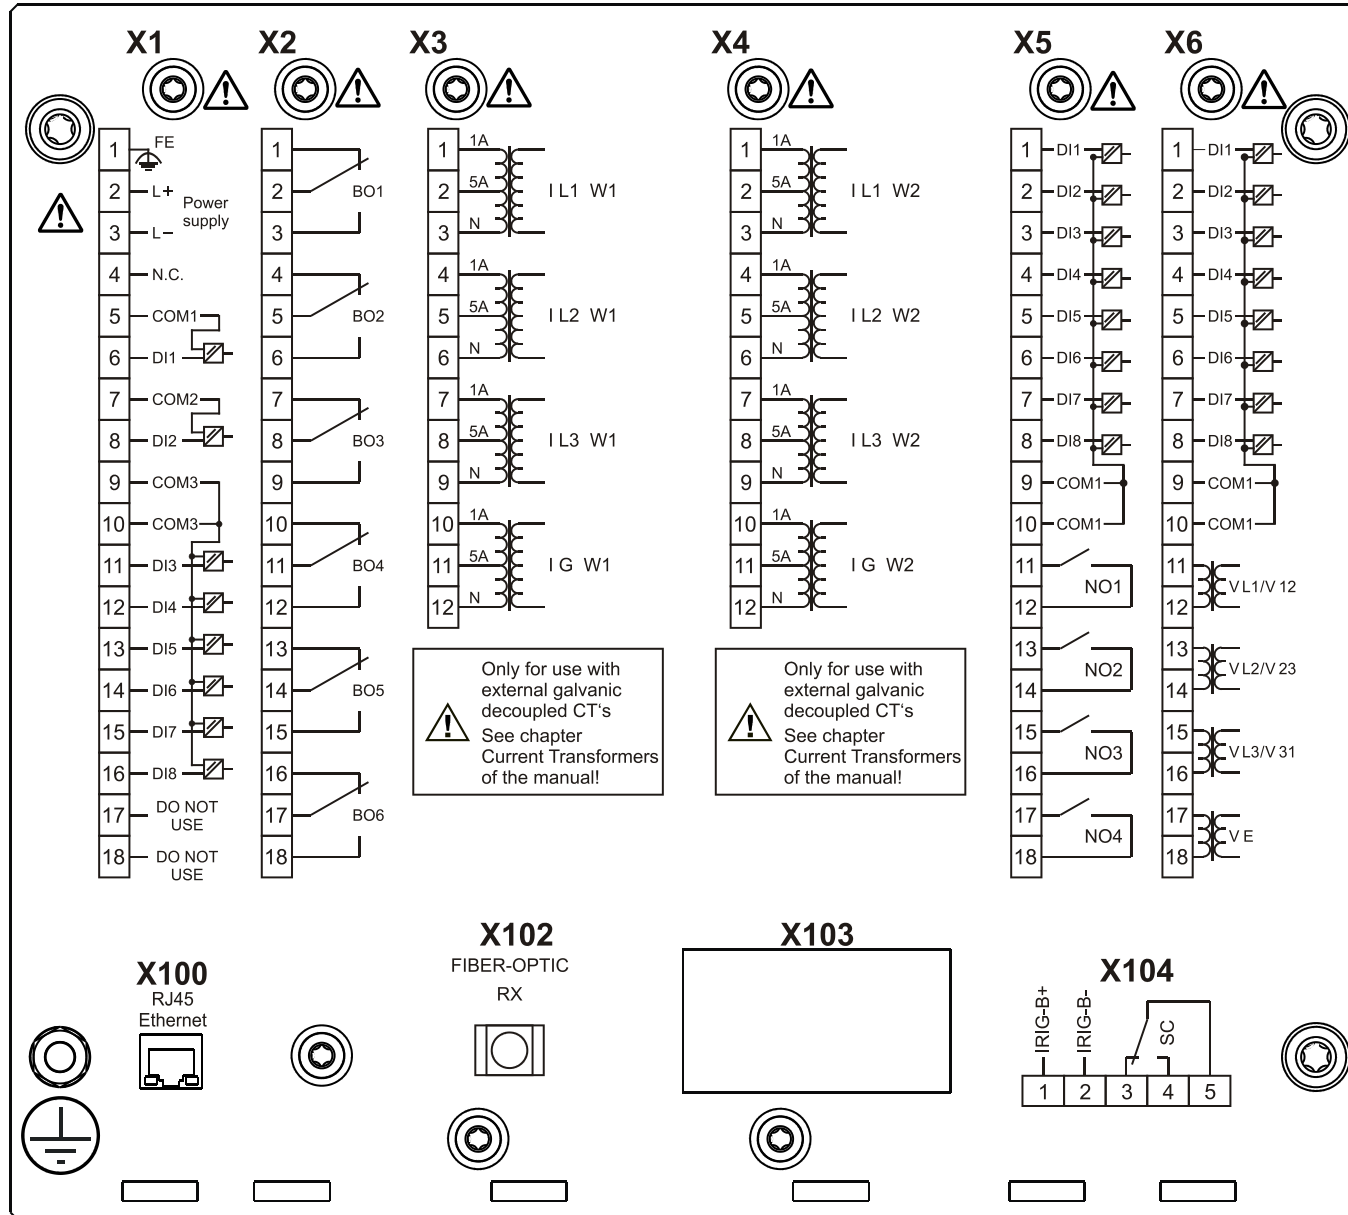 X1 X2 X3 X4 X5 X6
1 FE
2 L+
Power
supply
3 L–
4 N.C.
5 COM1
6 DI1
7 COM2
8 DI2
9 COM3
10 COM3
11 DI3
12 DI4
13 DI5
14 DI6
15 DI7
16 DI8
17 DO NOT
USE
18 DO NOT
USE
1
2 BO1
3
4
5 BO2
6
7
8 BO3
9
10
11 BO4
12
13
14 BO5
15
16
17 BO6
18
1 1A
2 5A I L1 W1
3 N
4 1A
5 5A I L2 W1
6 N
7 1A
8 5A I L3 W1
9 N
10 1A
11 5A I G W1
12 N
Only for use with
external galvanic
decoupled CT's
See chapter
Current Transformers
of the manual!
1 1A
2 5A I L1 W2
3 N
4 1A
5 5A I L2 W2
6 N
7 1A
8 5A I L3 W2
9 N
10 1A
11 5A I G W2
12 N
Only for use with
external galvanic
decoupled CT's
See chapter
Current Transformers
of the manual!
1 DI1
2 DI2
3 DI3
4 DI4
5 DI5
6 DI6
7 DI7
8 DI8
9 COM1
10 COM1
11
NO1
12
13
NO2
14
15
NO3
16
17
NO4
18
1 DI1
2 DI2
3 DI3
4 DI4
5 DI5
6 DI6
7 DI7
8 DI8
9 COM1
10 COM1
11
V L1/V 12
12
13
V L2/V 23
14
15
V L3/V 31
16
17
V E
18
X100
RJ45
Ethernet
X102
FIBER-OPTIC
RX
X103
X104
IRIG-B+
IRIG-B-
SC
1 2 3 4 5